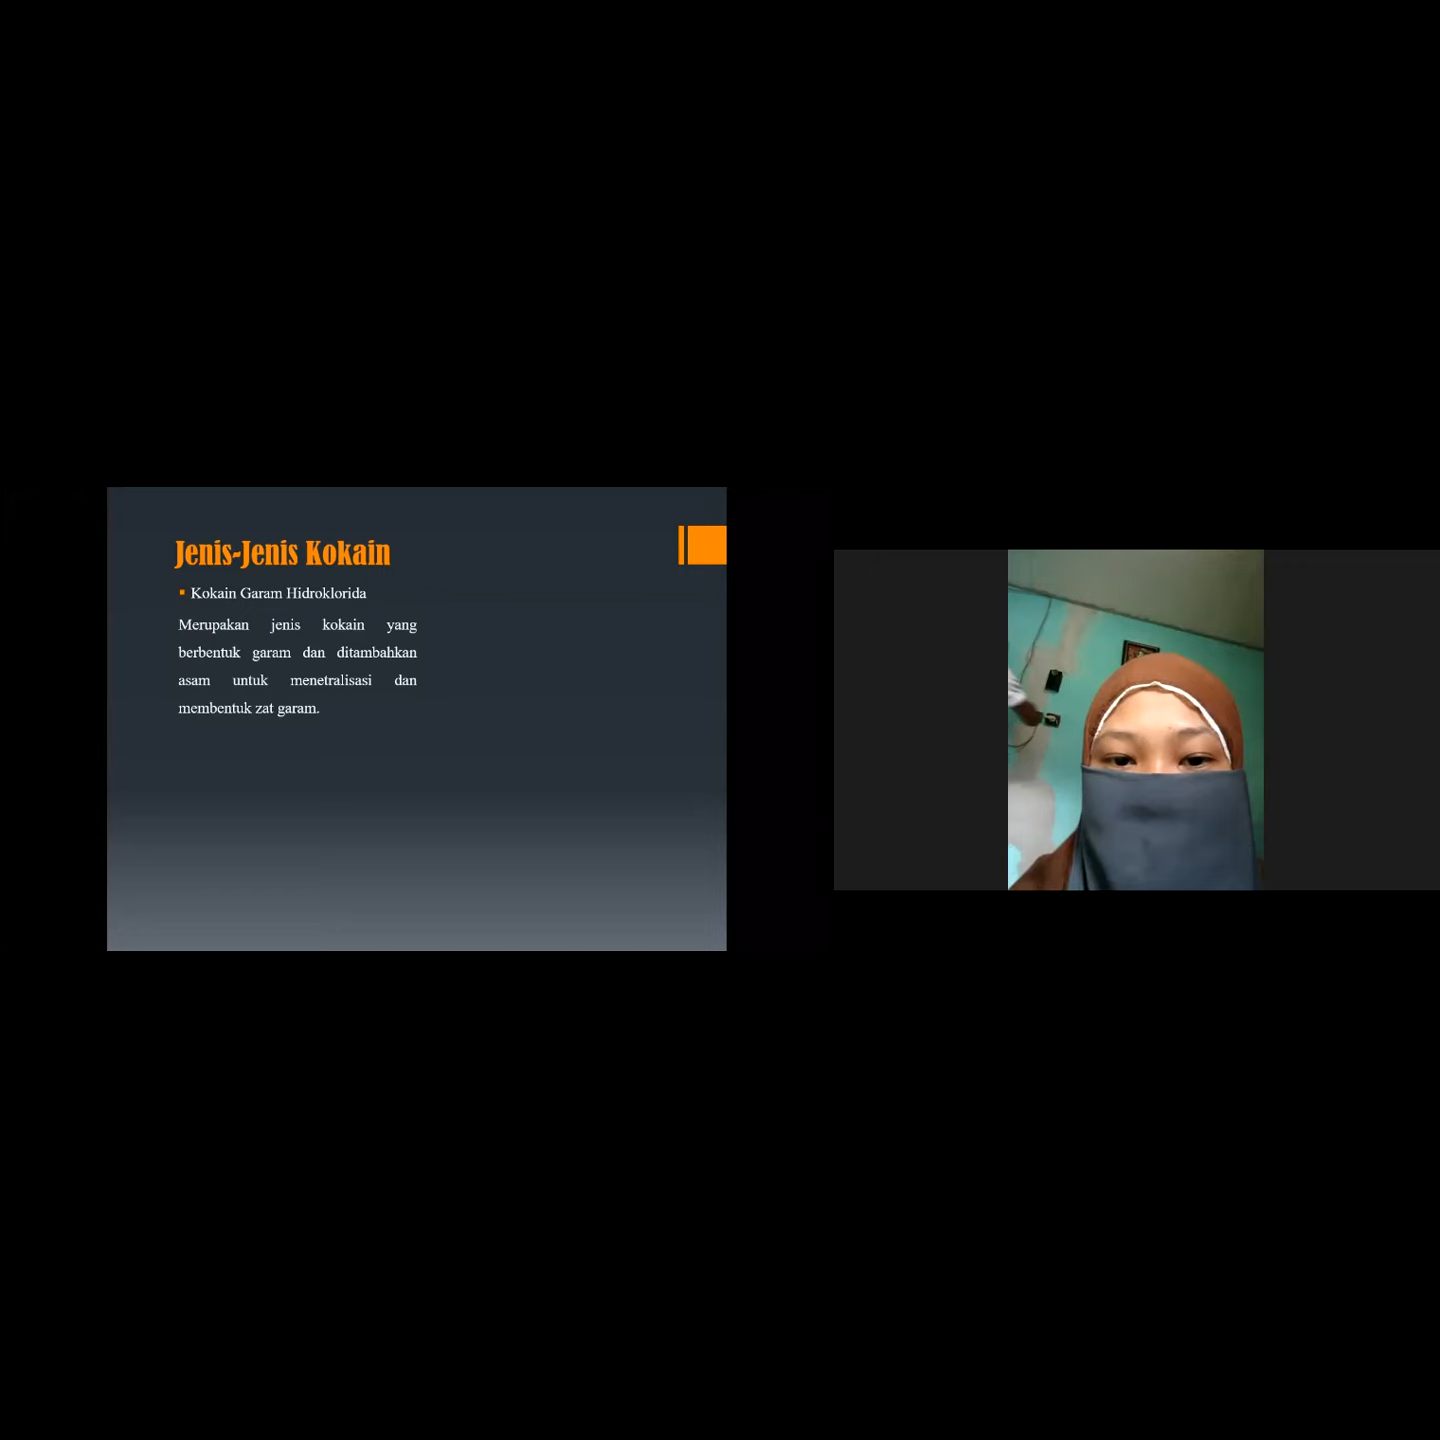 Jenis-Jenis Kokain
▪ Kokain Garam Hidroklorida
Merupakan jenis kokain yang
berbentuk garam dan ditambahkan
asam untuk menetralisasi dan
membentuk zat garam.